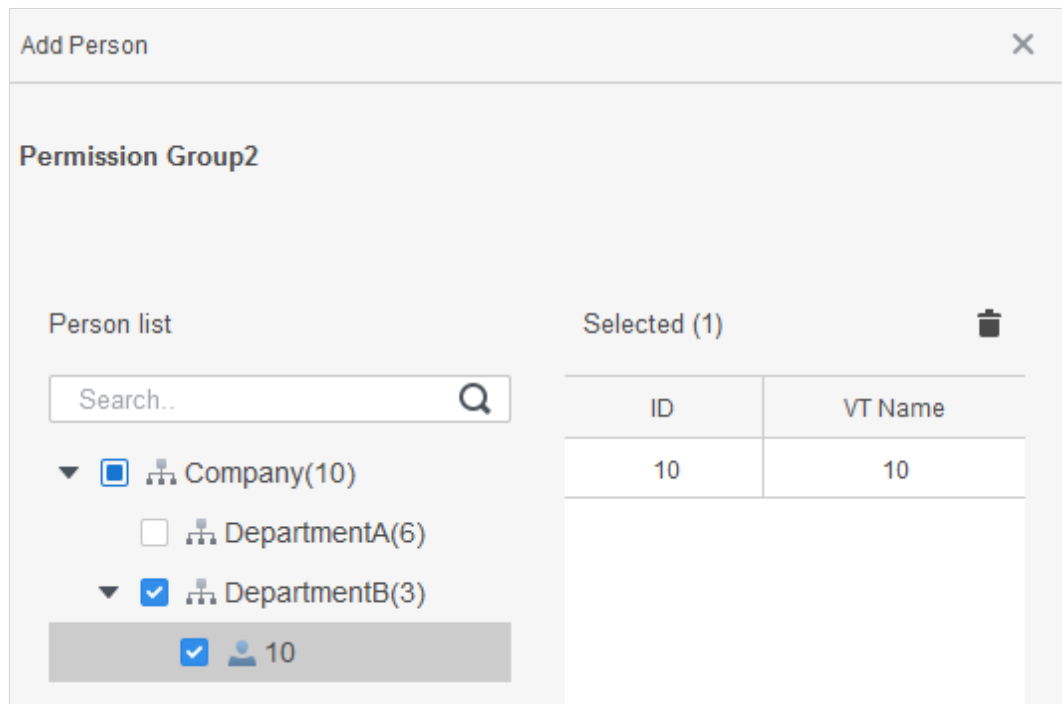 Add Person
Permission Group2
Person list
Search..
Company(10)
DepartmentA(6)
DepartmentB(3)
10
Selected (1)
ID VT Name
10 10